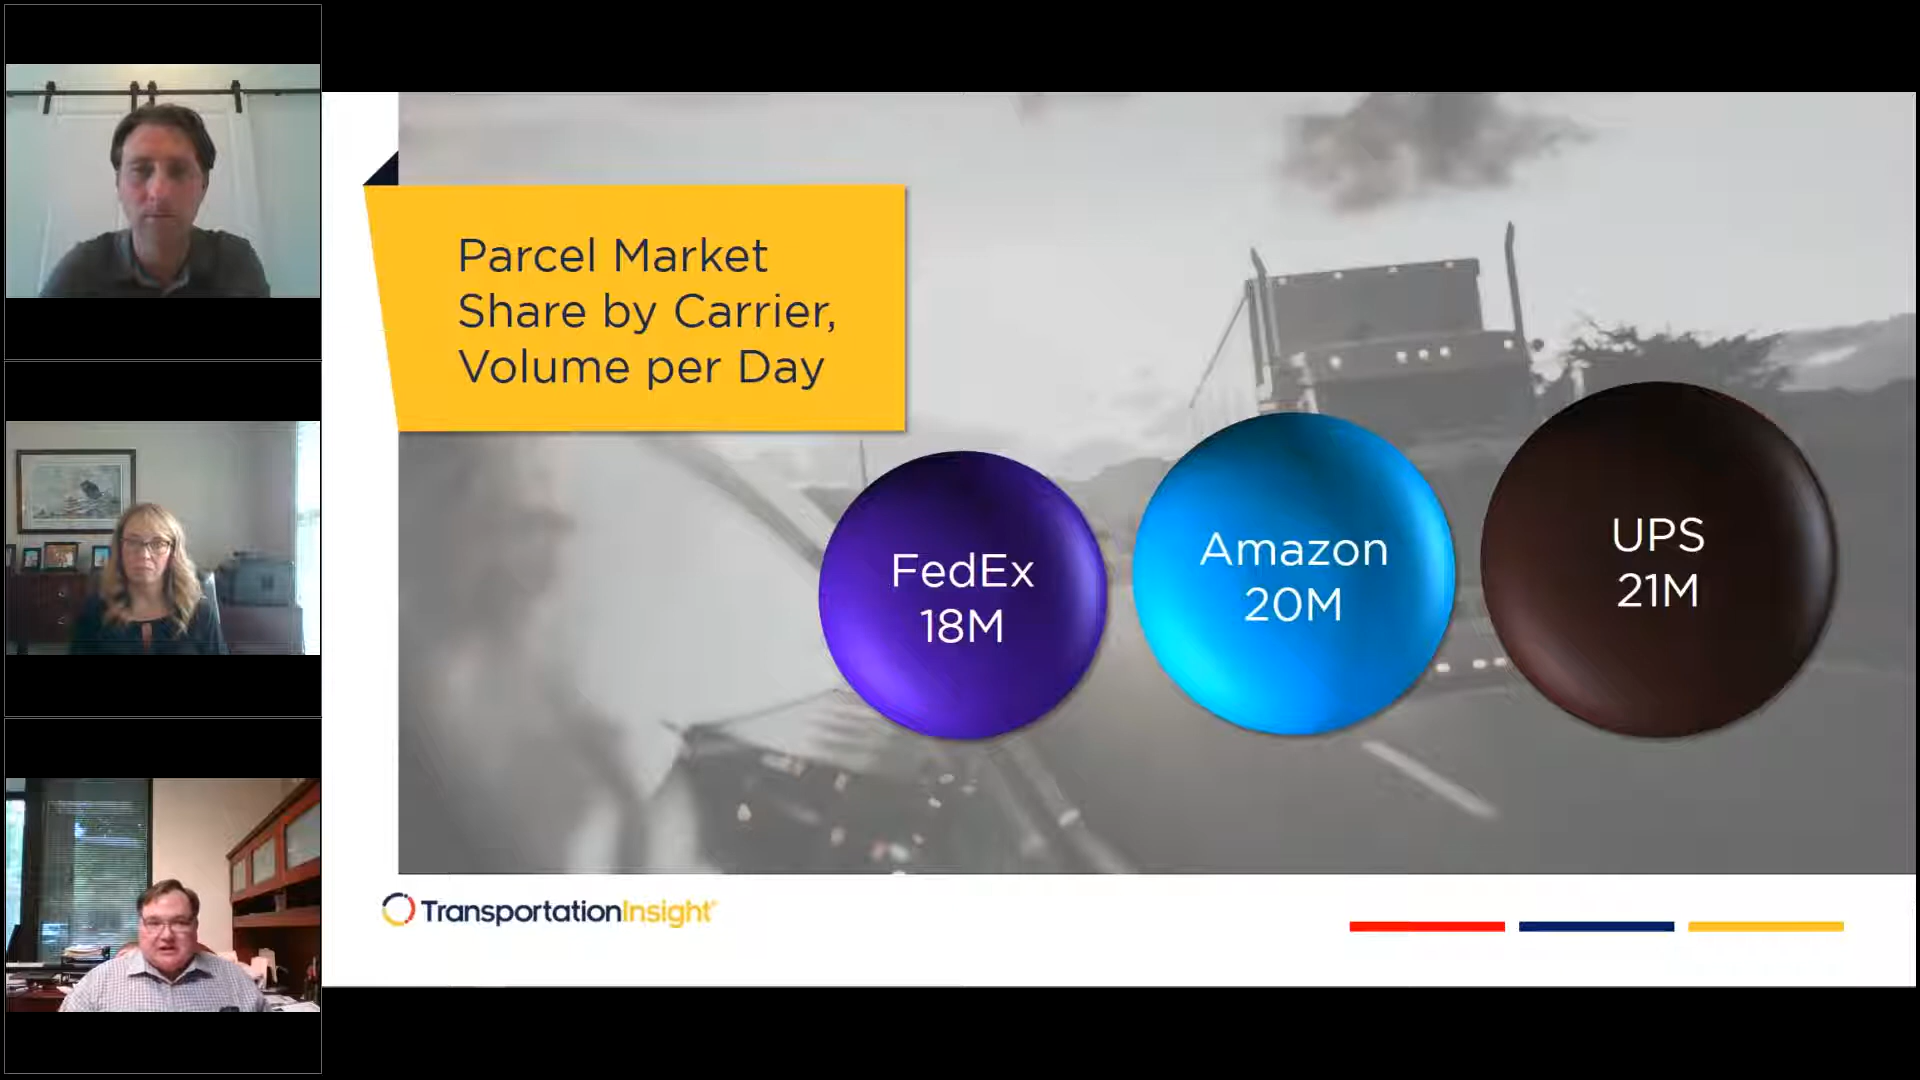 Parcel Market
Share by Carrier,
Volume per Day
FedEx
18M
Amazon
20M
UPS
21M
TransportationInsight